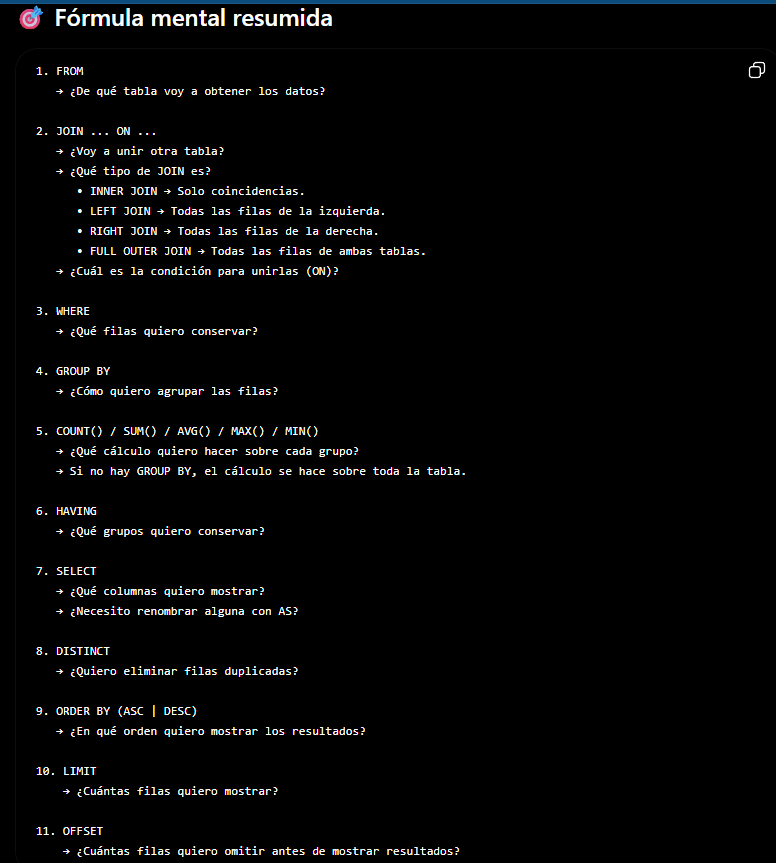 🎯 Fórmula mental resumida
1. FROM
→ ¿De qué tabla voy a obtener los datos?
2. JOIN ... ON ...
→ ¿Voy a unir otra tabla?
→ ¿Qué tipo de JOIN es?
• INNER JOIN → Solo coincidencias.
• LEFT JOIN → Todas las filas de la izquierda.
• RIGHT JOIN → Todas las filas de la derecha.
• FULL OUTER JOIN → Todas las filas de ambas tablas.
→ ¿Cuál es la condición para unirlas (ON)?
3. WHERE
→ ¿Qué filas quiero conservar?
4. GROUP BY
→ ¿Cómo quiero agrupar las filas?
5. COUNT() / SUM() / AVG() / MAX() / MIN()
→ ¿Qué cálculo quiero hacer sobre cada grupo?
→ Si no hay GROUP BY, el cálculo se hace sobre toda la tabla.
6. HAVING
→ ¿Qué grupos quiero conservar?
7. SELECT
→ ¿Qué columnas quiero mostrar?
→ ¿Necesito renombrar alguna con AS?
8. DISTINCT
→ ¿Quiero eliminar filas duplicadas?
9. ORDER BY (ASC | DESC)
→ ¿En qué orden quiero mostrar los resultados?
10. LIMIT
→ ¿Cuántas filas quiero mostrar?
11. OFFSET
→ ¿Cuántas filas quiero omitir antes de mostrar resultados?